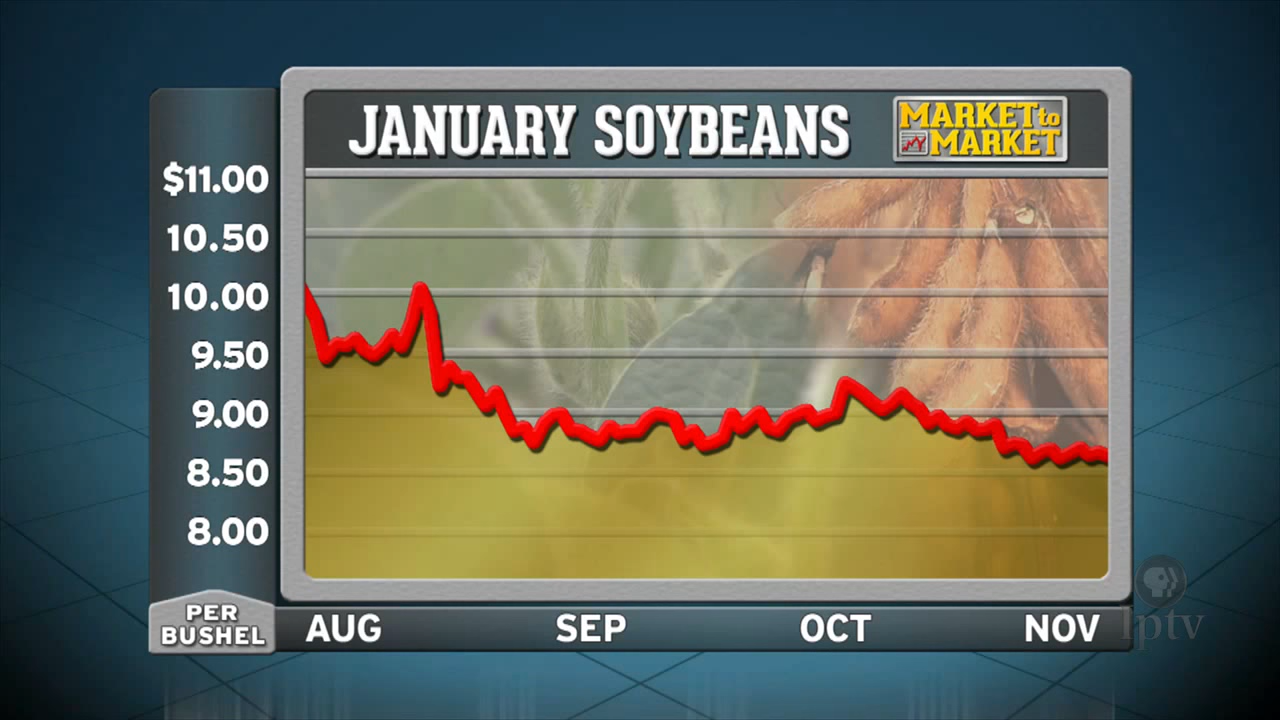 JANUARY SOYBEANS
MARKET to
MARKET
$11.00
10.50
10.00
9.50
9.00
8.50
8.00
PER
BUSHEL
AUG SEP OCT NOV
Iptv